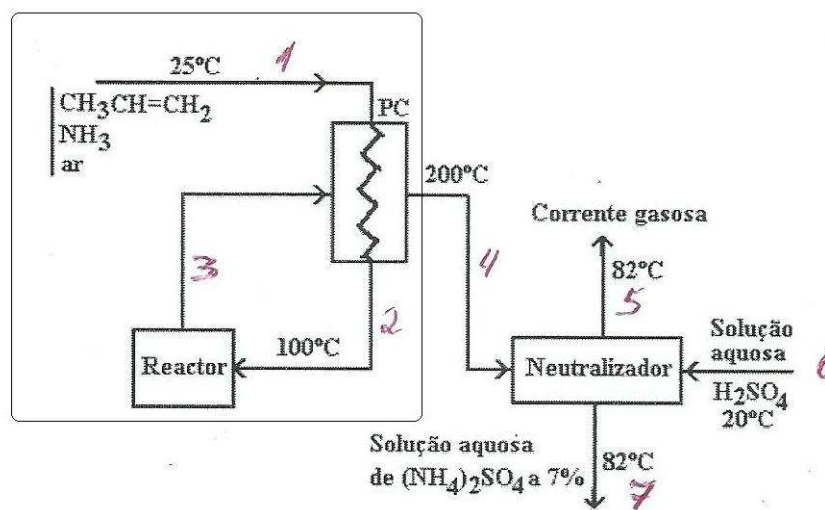 25°C 1
CH₃CH=CH₂
NH₃
ar
PC
200°C
3
4
2
100°C
Reactor
Corrente gasosa
82°C
5
Neutralizador
Solução
aquosa
6
H₂SO₄
20°C
Solução aquosa
de (NH₄)₂SO₄ a 7%
82°C
7